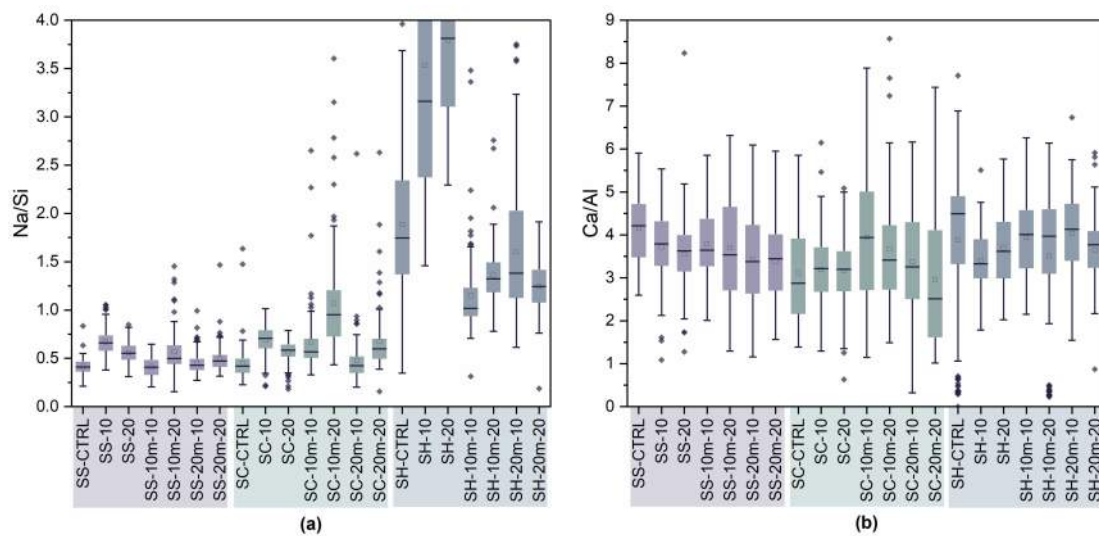 4.0
3.5
3.0
2.5
2.0
1.5
1.0
0.5
0.0
Na/Si
SS-CTRL
SS-10
SS-20
SS-10m-10
SS-10m-20
SS-20m-10
SS-20m-20
SC-CTRL
SC-10
SC-20
SC-10m-10
SC-10m-20
SC-20m-10
SC-20m-20
SH-CTRL
SH-10
SH-20
SH-10m-10
SH-10m-20
SH-20m-10
SH-20m-20
(a)
9
8
7
6
5
4
3
2
1
0
Ca/Al
SS-CTRL
SS-10
SS-20
SS-10m-10
SS-10m-20
SS-20m-10
SS-20m-20
SC-CTRL
SC-10
SC-20
SC-10m-10
SC-10m-20
SC-20m-10
SC-20m-20
SH-CTRL
SH-10
SH-20
SH-10m-10
SH-10m-20
SH-20m-10
SH-20m-20
(b)